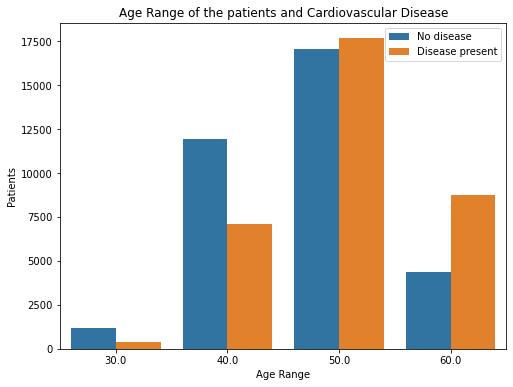 Age Range of the patients and Cardiovascular Disease
No disease
Disease present
17500
15000
12500
10000
7500
5000
2500
0
Patients
30.0 40.0 50.0 60.0
Age Range